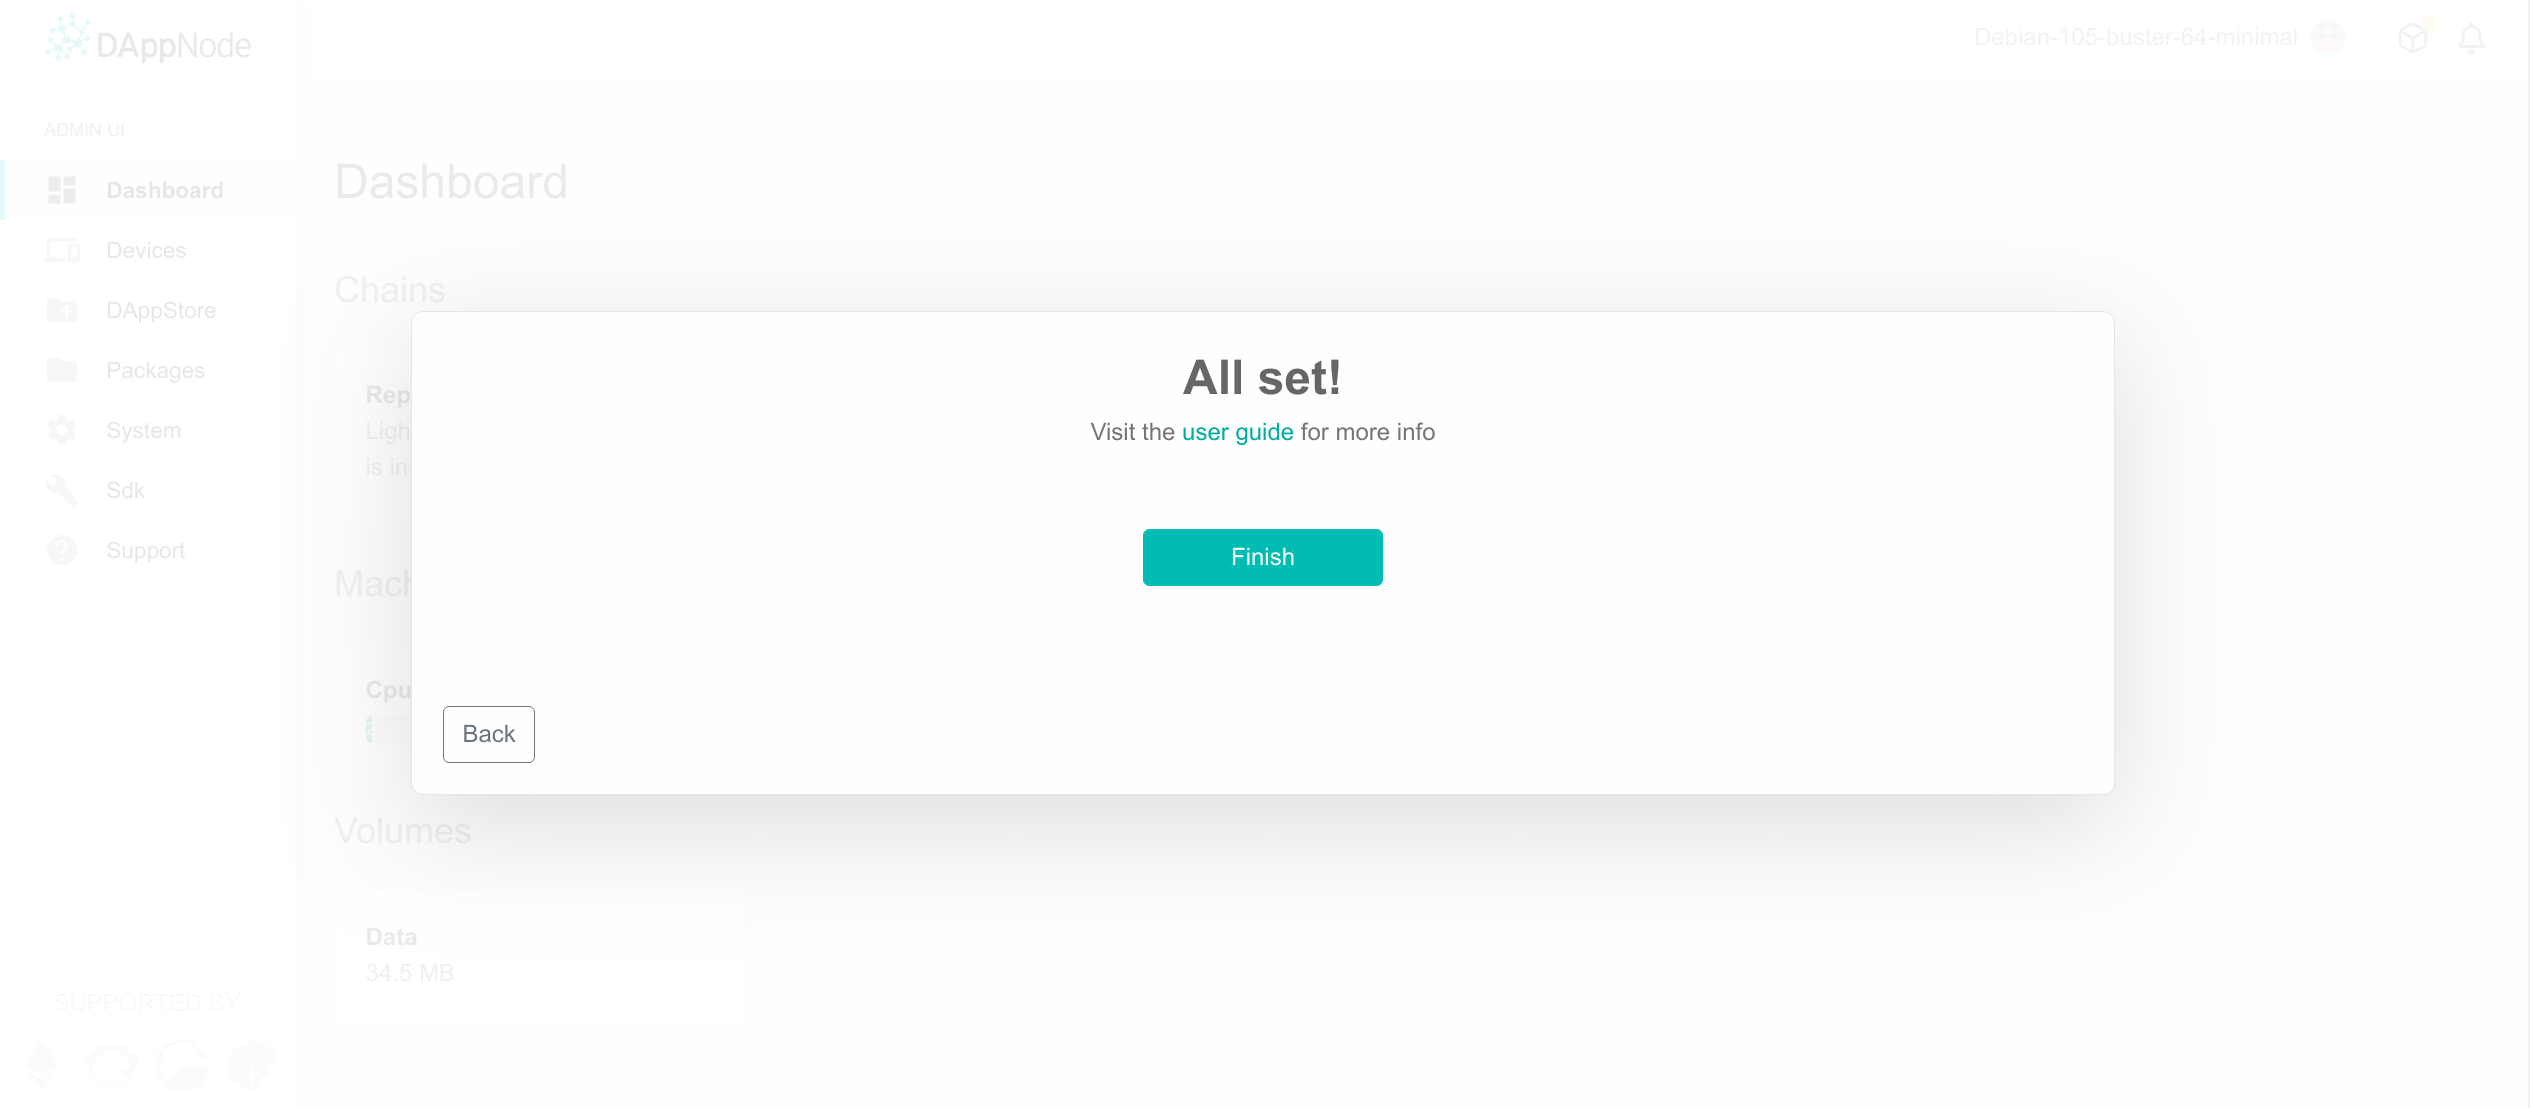 DAppNode
Debian-105-buster-64-minimal
ADMIN UI
Dashboard
Devices
DAppStore
Packages
System
Sdk
Support
SUPPORTED BY
Dashboard
Chains
Rep
Ligh
is ins
Mach
Cpu
Volumes
Data
34.5 MB
All set!
Visit the user guide for more info
Finish
Back